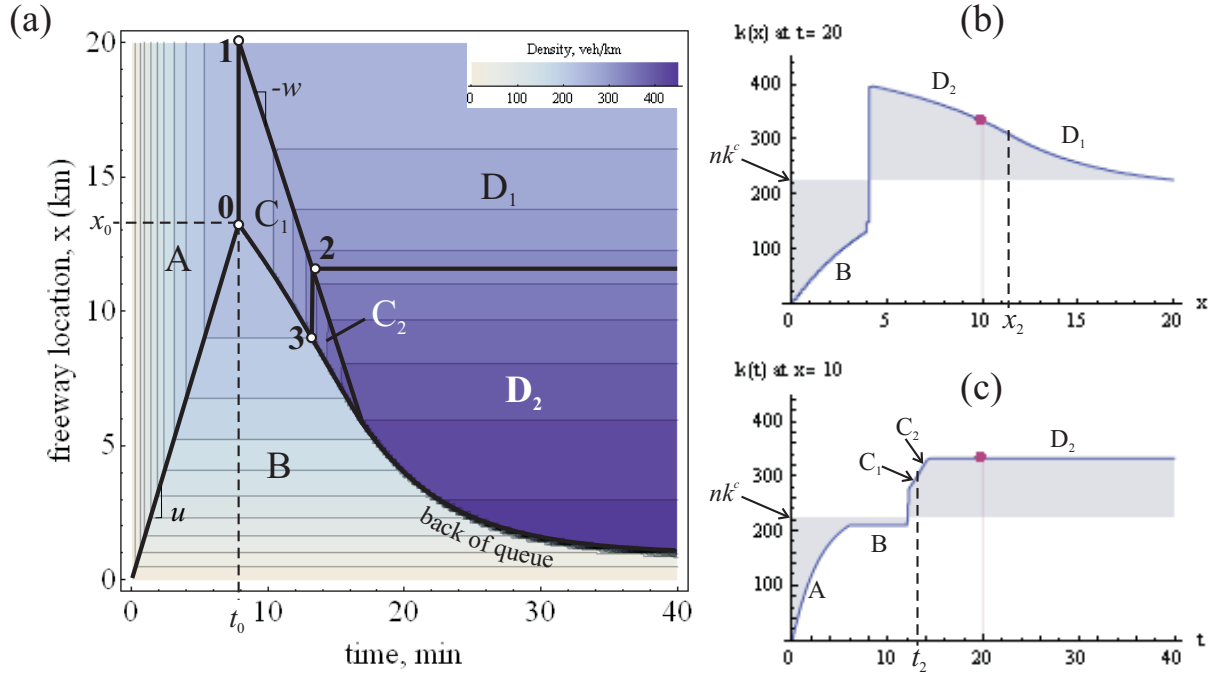 (a)
20
15
10
5
0
freeway location, x (km)
x₀
0 10 20 30 40
t₀
time, min
Density, veh/km
0 100 200 300 400
1
-w
0
C₁
D₁
A
2
3
C₂
D₂
B
u
back of queue
(b)
k(x) at t= 20
400
300
200
100
nkᶜ
D₂
D₁
B
0 5 10 15 20
x₂
x
(c)
k(t) at x= 10
400
300
200
100
nkᶜ
C₂
C₁
D₂
B
A
0 10 20 30 40
t₂
t